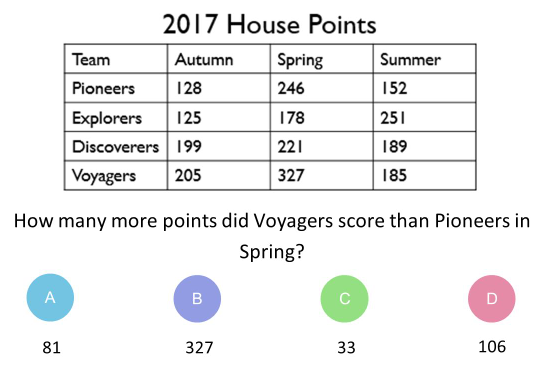 2017 House Points
Team Autumn Spring Summer
Pioneers 128 246 152
Explorers 125 178 251
Discoverers 199 221 189
Voyagers 205 327 185
How many more points did Voyagers score than Pioneers in
Spring?
A B C D
81 327 33 106